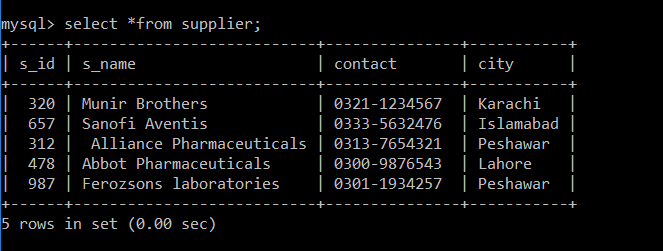 mysql> select *from supplier;
+------+---------------------------+--------------+-----------+
| s_id | s_name                    | contact      | city      |
+------+---------------------------+--------------+-----------+
|  320 | Munir Brothers            | 0321-1234567 | Karachi   |
|  657 | Sanofi Aventis            | 0333-5632476 | Islamabad |
|  312 |  Alliance Pharmaceuticals | 0313-7654321 | Peshawar  |
|  478 | Abbot Pharmaceuticals     | 0300-9876543 | Lahore    |
|  987 | Ferozsons laboratories    | 0301-1934257 | Peshawar  |
+------+---------------------------+--------------+-----------+
5 rows in set (0.00 sec)